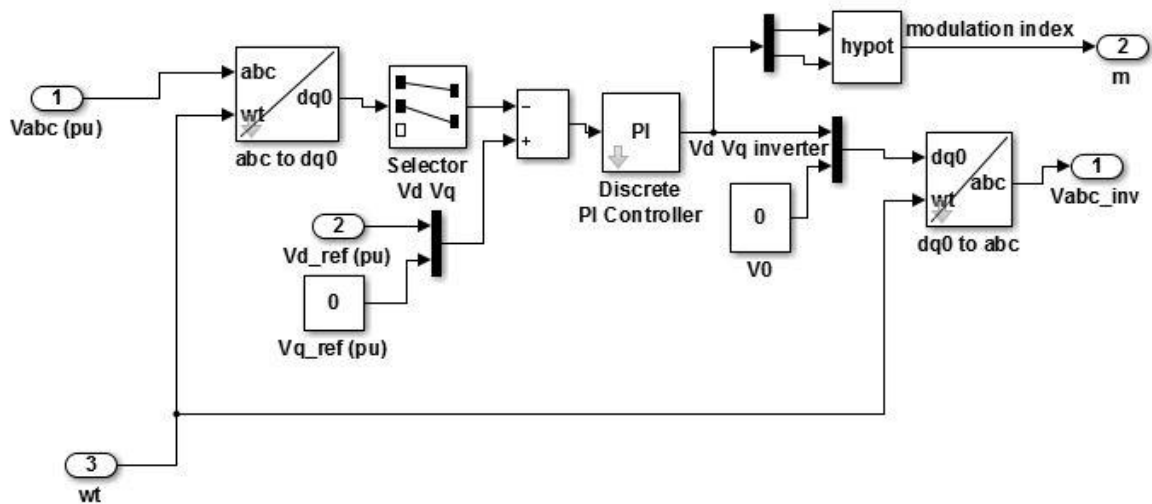 hypot
modulation index
2
m
1
Vabc (pu)
abc
wt
dq0
abc to dq0
Selector
Vd Vq
−
+
PI
Discrete
PI Controller
Vd Vq inverter
0
V0
dq0
wt
abc
dq0 to abc
1
Vabc_inv
2
Vd_ref (pu)
0
Vq_ref (pu)
3
wt